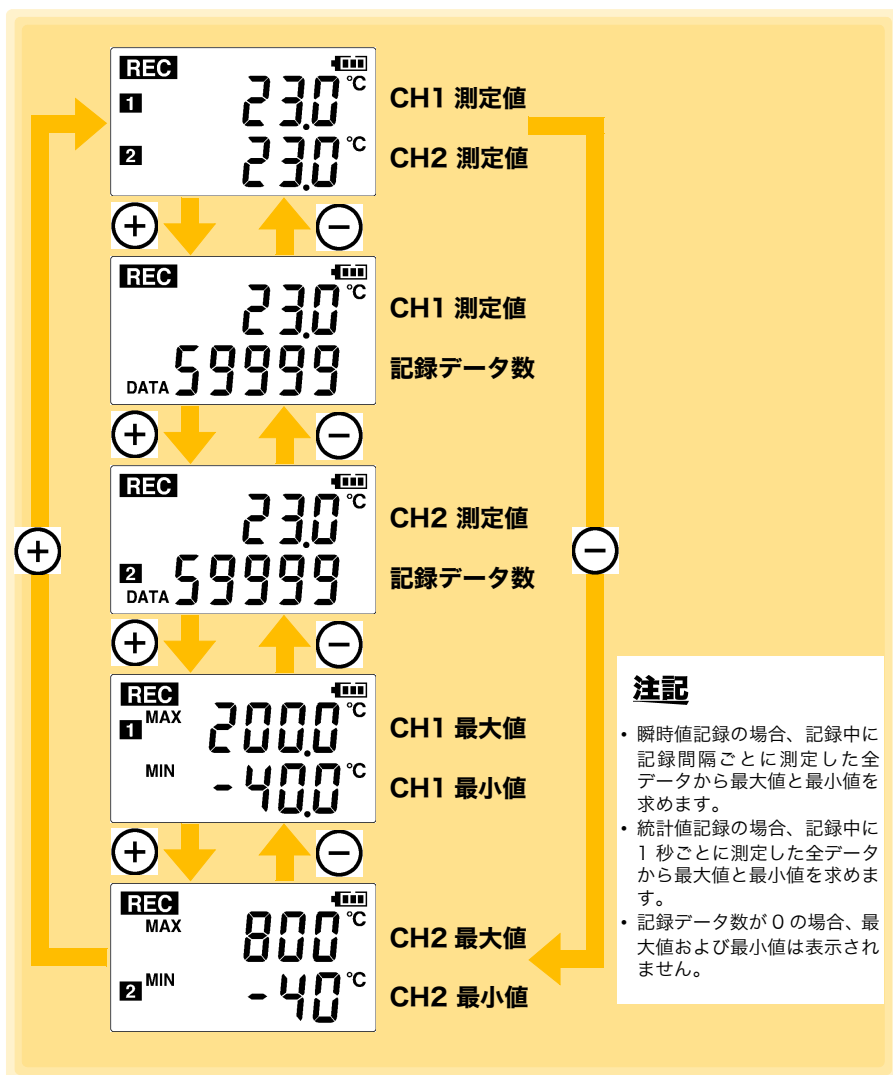 REC
1 23.0 °C CH1 測定値
2 23.0 °C CH2 測定値
+ −
REC
23.0 °C CH1 測定値
DATA 59999 記録データ数
+ −
REC
23.0 °C CH2 測定値
2 DATA 59999 記録データ数
+ −
+ −
REC
1 MAX 200.0 °C CH1 最大値
MIN -40.0 °C CH1 最小値
+ −
REC
MAX 800 °C CH2 最大値
2 MIN -40 °C CH2 最小値
注記
• 瞬時値記録の場合、記録中に
記録間隔ごとに測定した全
データから最大値と最小値を
求めます。
• 統計値記録の場合、記録中に
1 秒ごとに測定した全データ
から最大値と最小値を求めま
す。
• 記録データ数が 0 の場合、最
大値および最小値は表示され
ません。